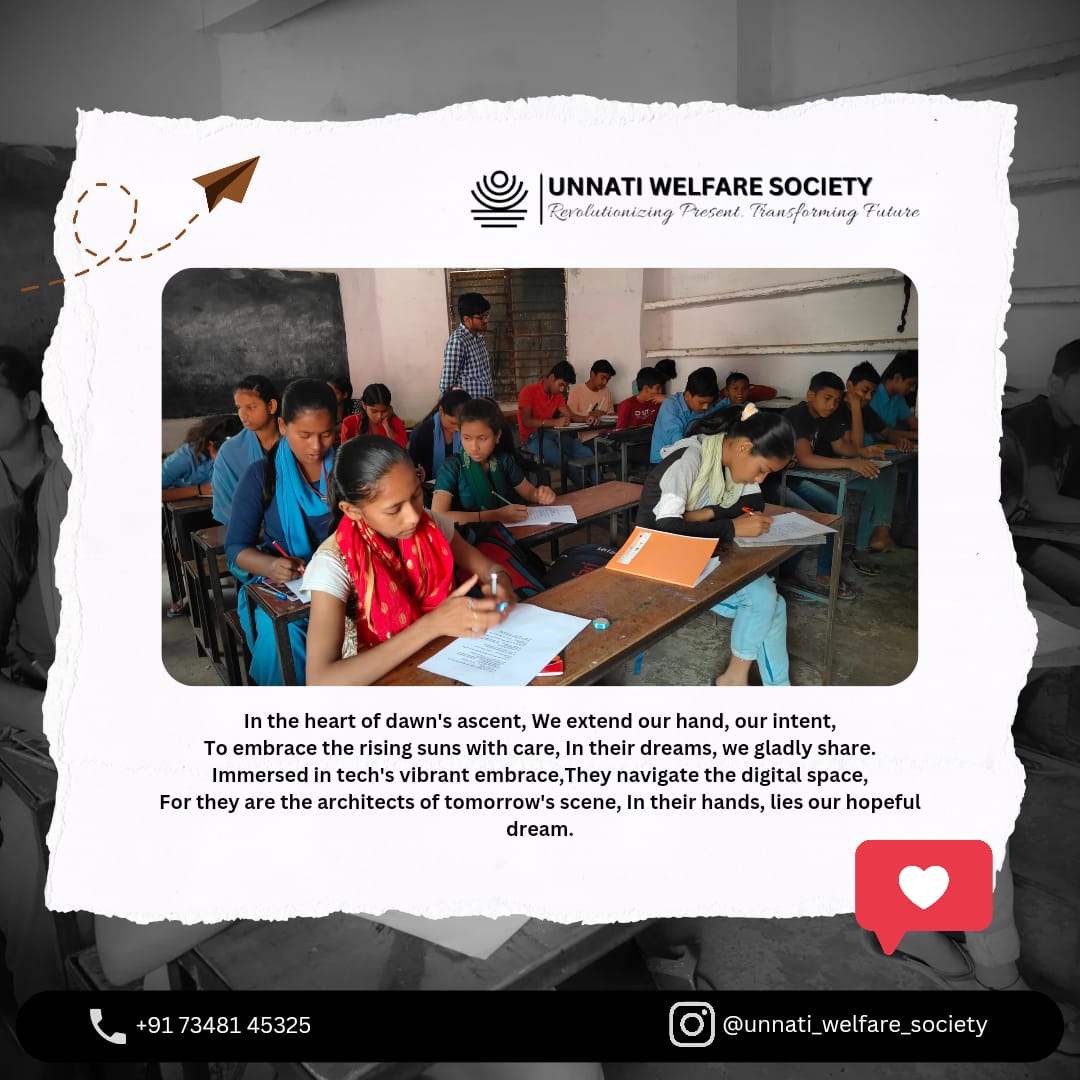 UNNATI WELFARE SOCIETY
Revolutionizing Present. Transforming Future
In the heart of dawn's ascent, We extend our hand, our intent,
To embrace the rising suns with care, In their dreams, we gladly share.
Immersed in tech's vibrant embrace,They navigate the digital space,
For they are the architects of tomorrow's scene, In their hands, lies our hopeful
dream.
+91 73481 45325
@unnati_welfare_society